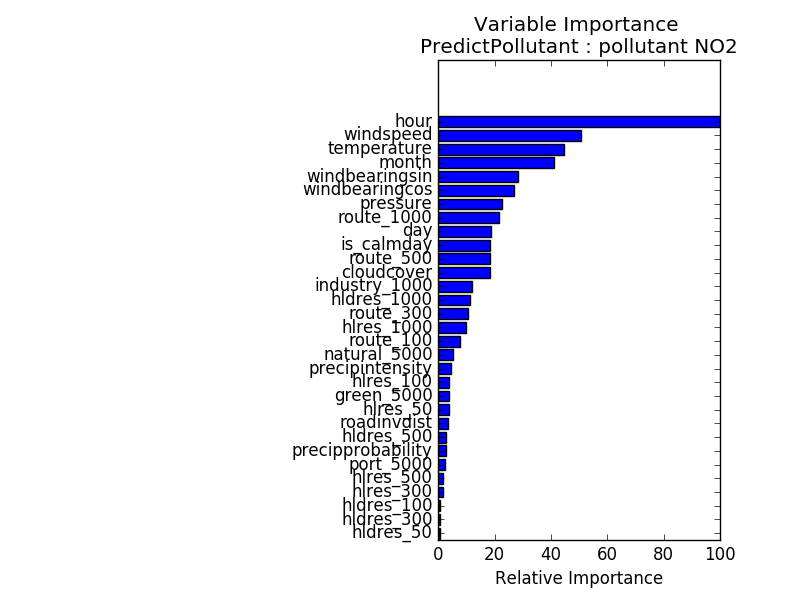 Variable Importance
PredictPollutant : pollutant NO2
hour
windspeed
temperature
month
windbearingsin
windbearingcos
pressure
route_1000
day
is_calmday
route_500
cloudcover
industry_1000
hldres_1000
route_300
hlres_1000
route_100
natural_5000
precipintensity
hlres_100
green_5000
hlres_50
roadinvdist
hldres_500
precipprobability
port_5000
hlres_500
hlres_300
hldres_100
hldres_300
hldres_50
0 20 40 60 80 100
Relative Importance